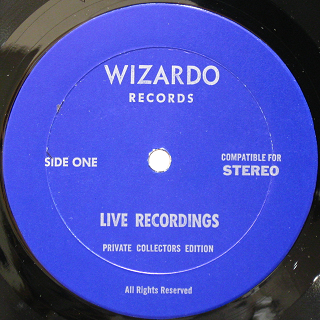 WIZARDO
RECORDS
SIDE ONE
COMPATIBLE FOR
STEREO
LIVE RECORDINGS
PRIVATE COLLECTORS EDITION
All Rights Reserved